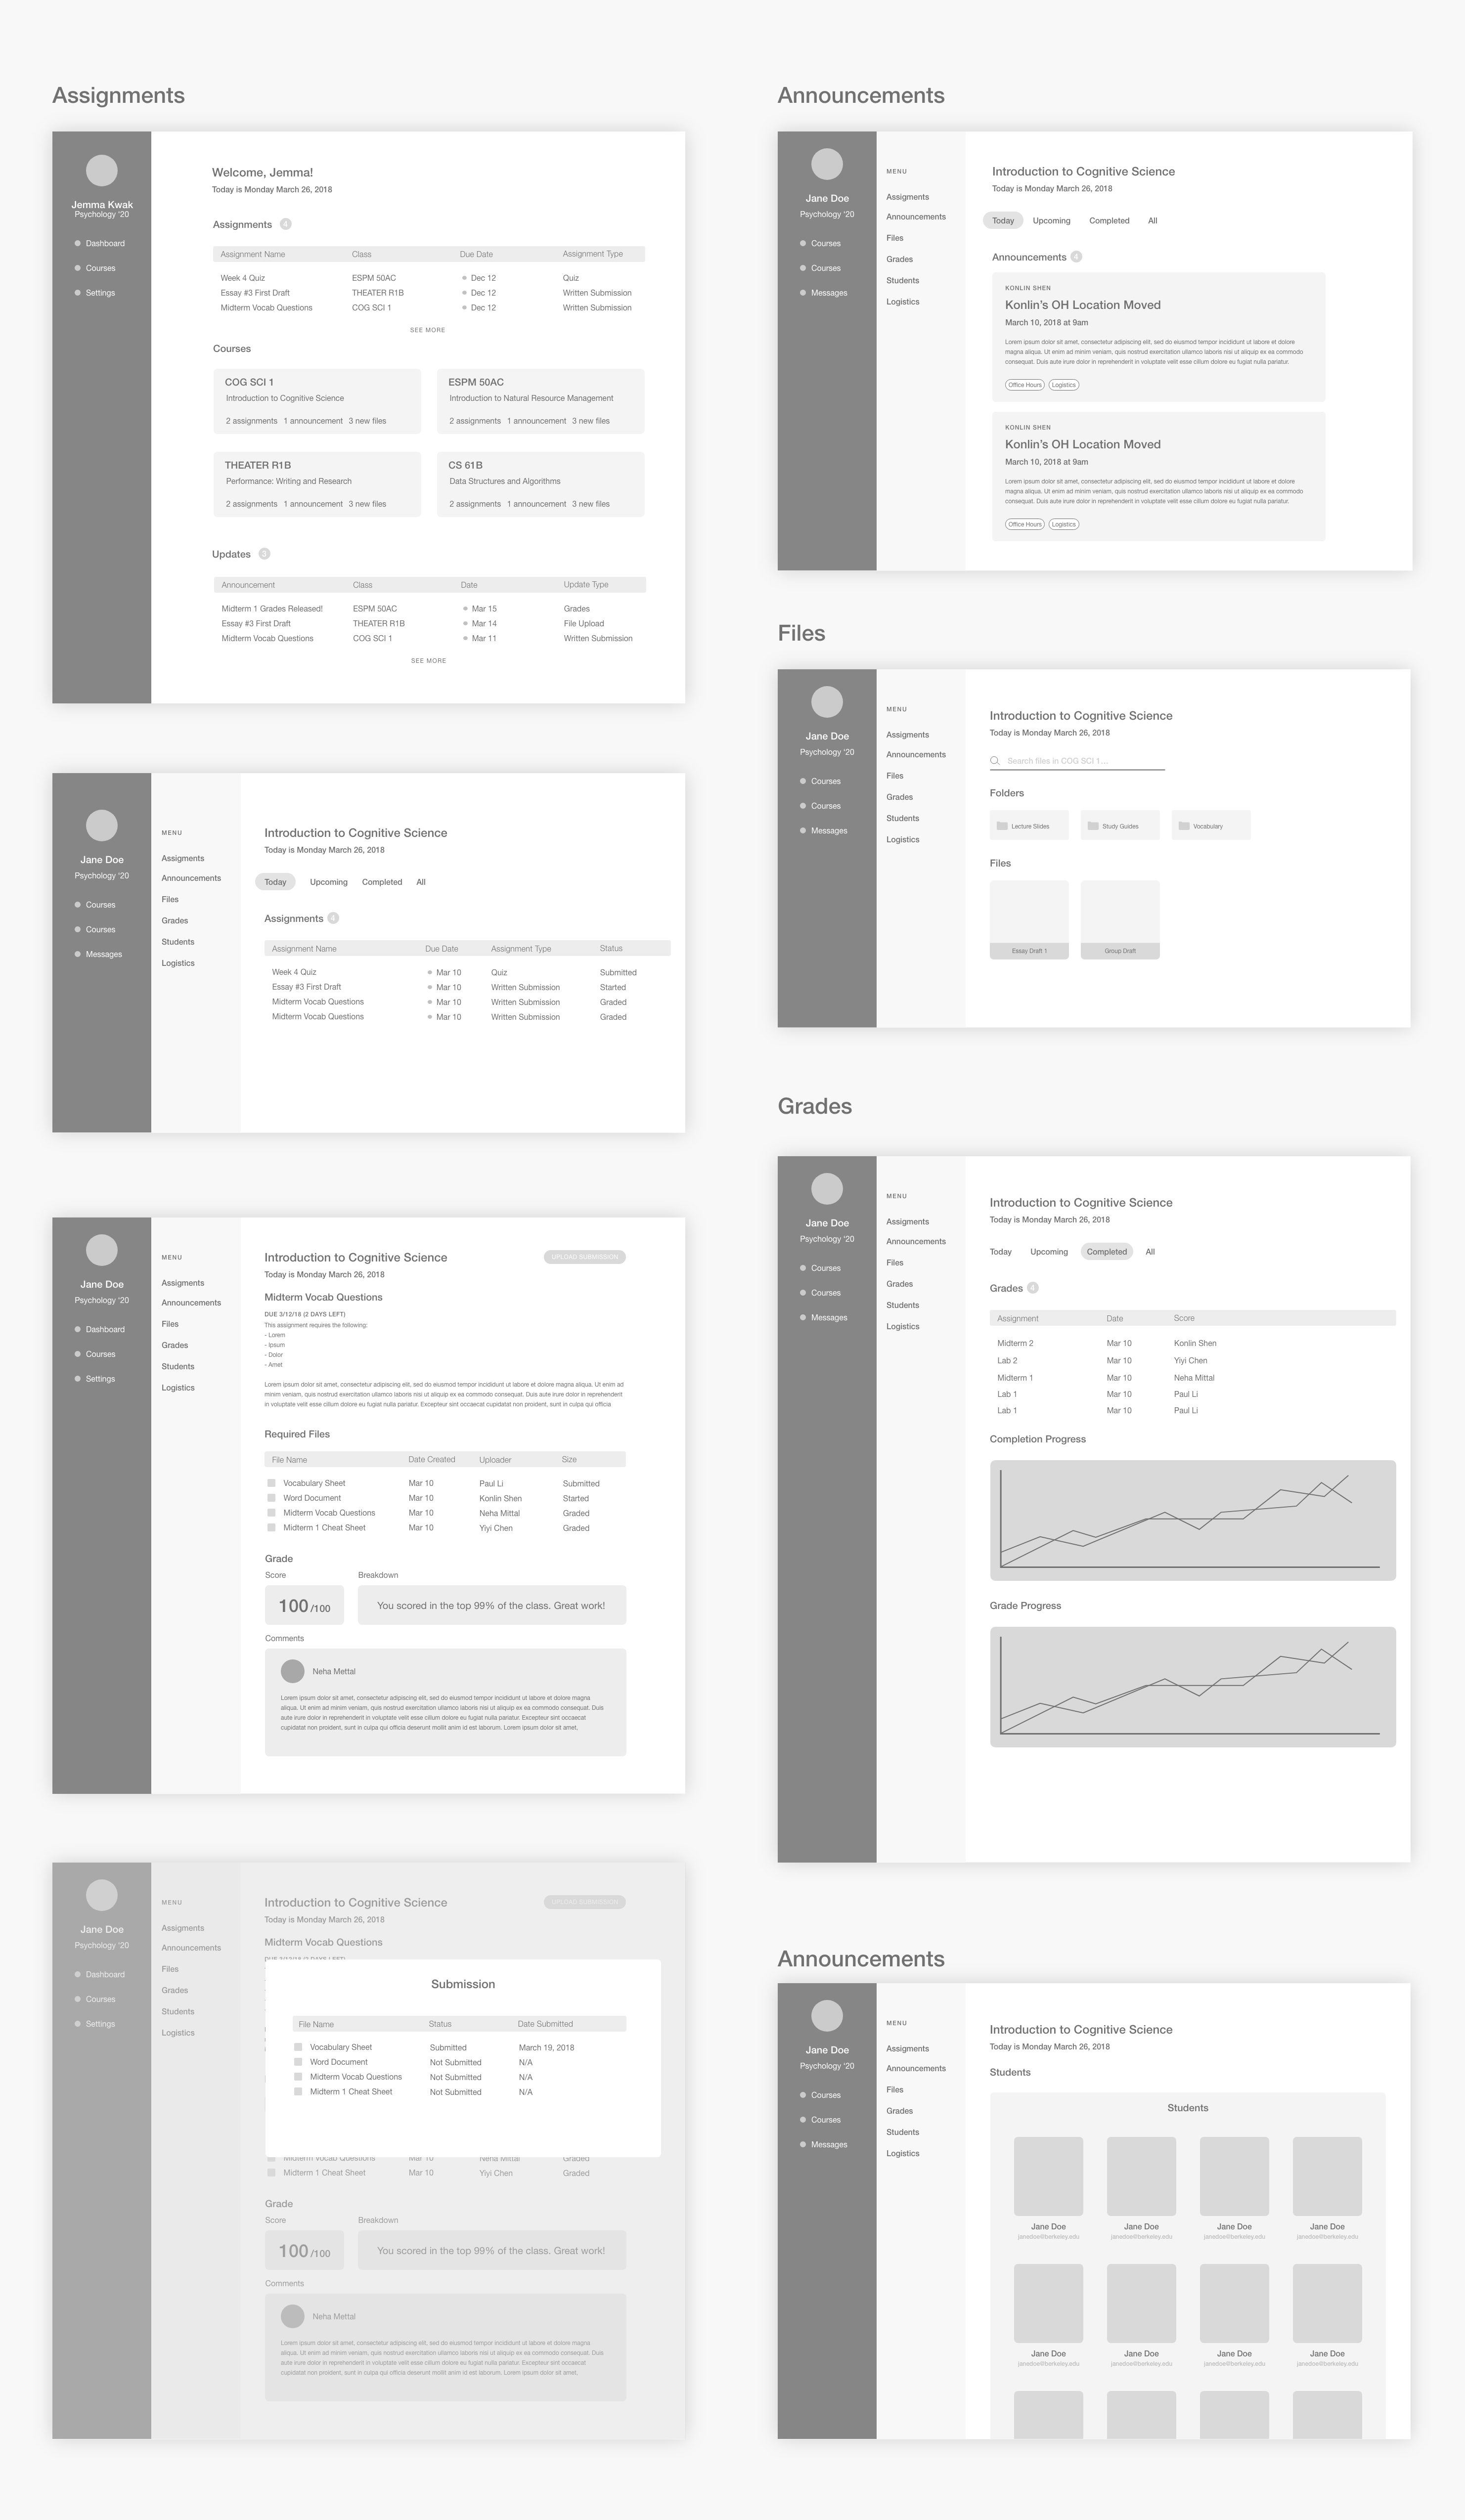 Assignments
Jemma Kwak
Psychology '20
Dashboard
Courses
Settings
Welcome, Jemma!
Today is Monday March 26, 2018
Assignments 4
Assignment Name Class Due Date Assignment Type
Week 4 Quiz ESPM 50AC Dec 12 Quiz
Essay #3 First Draft THEATER R1B Dec 12 Written Submission
Midterm Vocab Questions COG SCI 1 Dec 12 Written Submission
SEE MORE
Courses
COG SCI 1
Introduction to Cognitive Science
2 assignments 1 announcement 3 new files
ESPM 50AC
Introduction to Natural Resource Management
2 assignments 1 announcement 3 new files
THEATER R1B
Performance: Writing and Research
2 assignments 1 announcement 3 new files
CS 61B
Data Structures and Algorithms
2 assignments 1 announcement 3 new files
Updates 3
Announcement Class Date Update Type
Midterm 1 Grades Released! ESPM 50AC Mar 15 Grades
Essay #3 First Draft THEATER R1B Mar 14 File Upload
Midterm Vocab Questions COG SCI 1 Mar 11 Written Submission
SEE MORE
Jane Doe
Psychology '20
Courses
Courses
Messages
MENU
Assigments
Announcements
Files
Grades
Students
Logistics
Introduction to Cognitive Science
Today is Monday March 26, 2018
Today Upcoming Completed All
Assignments 4
Assignment Name Due Date Assignment Type Status
Week 4 Quiz Mar 10 Quiz Submitted
Essay #3 First Draft Mar 10 Written Submission Started
Midterm Vocab Questions Mar 10 Written Submission Graded
Midterm Vocab Questions Mar 10 Written Submission Graded
Jane Doe
Psychology '20
Dashboard
Courses
Settings
MENU
Assigments
Announcements
Files
Grades
Students
Logistics
Introduction to Cognitive Science
UPLOAD SUBMISSION
Today is Monday March 26, 2018
Midterm Vocab Questions
DUE 3/12/18 (2 DAYS LEFT)
This assignment requires the following:
- Lorem
- Ipsum
- Dolor
- Amet
Lorem ipsum dolor sit amet, consectetur adipiscing elit, sed do eiusmod tempor incididunt ut labore et dolore magna aliqua. Ut enim ad
minim veniam, quis nostrud exercitation ullamco laboris nisi ut aliquip ex ea commodo consequat. Duis aute irure dolor in reprehenderit
in voluptate velit esse cillum dolore eu fugiat nulla pariatur. Excepteur sint occaecat cupidatat non proident, sunt in culpa qui officia
Required Files
File Name Date Created Uploader Size
Vocabulary Sheet Mar 10 Paul Li Submitted
Word Document Mar 10 Konlin Shen Started
Midterm Vocab Questions Mar 10 Neha Mittal Graded
Midterm 1 Cheat Sheet Mar 10 Yiyi Chen Graded
Grade
Score Breakdown
100/100
You scored in the top 99% of the class. Great work!
Comments
Neha Mettal
Lorem ipsum dolor sit amet, consectetur adipiscing elit, sed do eiusmod tempor incididunt ut labore et dolore magna
aliqua. Ut enim ad minim veniam, quis nostrud exercitation ullamco laboris nisi ut aliquip ex ea commodo consequat. Duis
aute irure dolor in reprehenderit in voluptate velit esse cillum dolore eu fugiat nulla pariatur. Excepteur sint occaecat
cupidatat non proident, sunt in culpa qui officia deserunt mollit anim id est laborum. Lorem ipsum dolor sit amet,
Jane Doe
Psychology '20
Dashboard
Courses
Settings
MENU
Assigments
Announcements
Files
Grades
Students
Logistics
Introduction to Cognitive Science
UPLOAD SUBMISSION
Today is Monday March 26, 2018
Midterm Vocab Questions
DUE 3/12/18 (2 DAYS LEFT)
Submission
File Name Status Date Submitted
Vocabulary Sheet Submitted March 19, 2018
Word Document Not Submitted N/A
Midterm Vocab Questions Not Submitted N/A
Midterm 1 Cheat Sheet Not Submitted N/A
Midterm Vocab Questions Mar 10 Neha Mittal Graded
Midterm 1 Cheat Sheet Mar 10 Yiyi Chen Graded
Grade
Score Breakdown
100/100
You scored in the top 99% of the class. Great work!
Comments
Neha Mettal
Lorem ipsum dolor sit amet, consectetur adipiscing elit, sed do eiusmod tempor incididunt ut labore et dolore magna
aliqua. Ut enim ad minim veniam, quis nostrud exercitation ullamco laboris nisi ut aliquip ex ea commodo consequat. Duis
aute irure dolor in reprehenderit in voluptate velit esse cillum dolore eu fugiat nulla pariatur. Excepteur sint occaecat
cupidatat non proident, sunt in culpa qui officia deserunt mollit anim id est laborum. Lorem ipsum dolor sit amet,
Announcements
Jane Doe
Psychology '20
Courses
Courses
Messages
MENU
Assigments
Announcements
Files
Grades
Students
Logistics
Introduction to Cognitive Science
Today is Monday March 26, 2018
Today Upcoming Completed All
Announcements 4
KONLIN SHEN
Konlin's OH Location Moved
March 10, 2018 at 9am
Lorem ipsum dolor sit amet, consectetur adipiscing elit, sed do eiusmod tempor incididunt ut labore et dolore
magna aliqua. Ut enim ad minim veniam, quis nostrud exercitation ullamco laboris nisi ut aliquip ex ea commodo
consequat. Duis aute irure dolor in reprehenderit in voluptate velit esse cillum dolore eu fugiat nulla pariatur.
Office Hours Logistics
KONLIN SHEN
Konlin's OH Location Moved
March 10, 2018 at 9am
Lorem ipsum dolor sit amet, consectetur adipiscing elit, sed do eiusmod tempor incididunt ut labore et dolore
magna aliqua. Ut enim ad minim veniam, quis nostrud exercitation ullamco laboris nisi ut aliquip ex ea commodo
consequat. Duis aute irure dolor in reprehenderit in voluptate velit esse cillum dolore eu fugiat nulla pariatur.
Office Hours Logistics
Files
Jane Doe
Psychology '20
Courses
Courses
Messages
MENU
Assigments
Announcements
Files
Grades
Students
Logistics
Introduction to Cognitive Science
Today is Monday March 26, 2018
Search files in COG SCI 1...
Folders
Lecture Slides Study Guides Vocabulary
Files
Essay Draft 1 Group Draft
Grades
Jane Doe
Psychology '20
Courses
Courses
Messages
MENU
Assigments
Announcements
Files
Grades
Students
Logistics
Introduction to Cognitive Science
Today is Monday March 26, 2018
Today Upcoming Completed All
Grades 4
Assignment Date Score
Midterm 2 Mar 10 Konlin Shen
Lab 2 Mar 10 Yiyi Chen
Midterm 1 Mar 10 Neha Mittal
Lab 1 Mar 10 Paul Li
Lab 1 Mar 10 Paul Li
Completion Progress
Grade Progress
Announcements
Jane Doe
Psychology '20
Courses
Courses
Messages
MENU
Assigments
Announcements
Files
Grades
Students
Logistics
Introduction to Cognitive Science
Today is Monday March 26, 2018
Students
Students
Jane Doe Jane Doe Jane Doe Jane Doe
janedoe@berkeley.edu janedoe@berkeley.edu janedoe@berkeley.edu janedoe@berkeley.edu
Jane Doe Jane Doe Jane Doe Jane Doe
janedoe@berkeley.edu janedoe@berkeley.edu janedoe@berkeley.edu janedoe@berkeley.edu